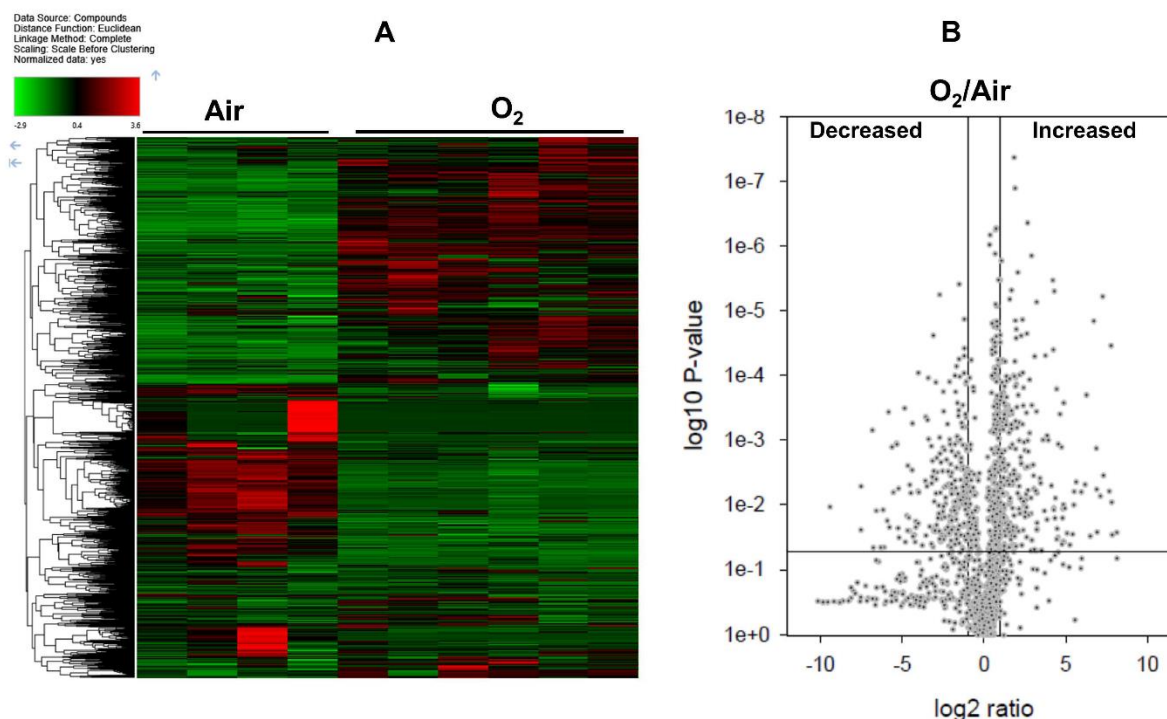 Data Source: Compounds
Distance Function: Euclidean
Linkage Method: Complete
Scaling: Scale Before Clustering
Normalized data: yes
-2.9 0.4 3.6
A
Air O₂
B
O₂/Air
Decreased Increased
1e-8
1e-7
1e-6
1e-5
1e-4
1e-3
1e-2
1e-1
1e+0
log10 P-value
-10 -5 0 5 10
log2 ratio